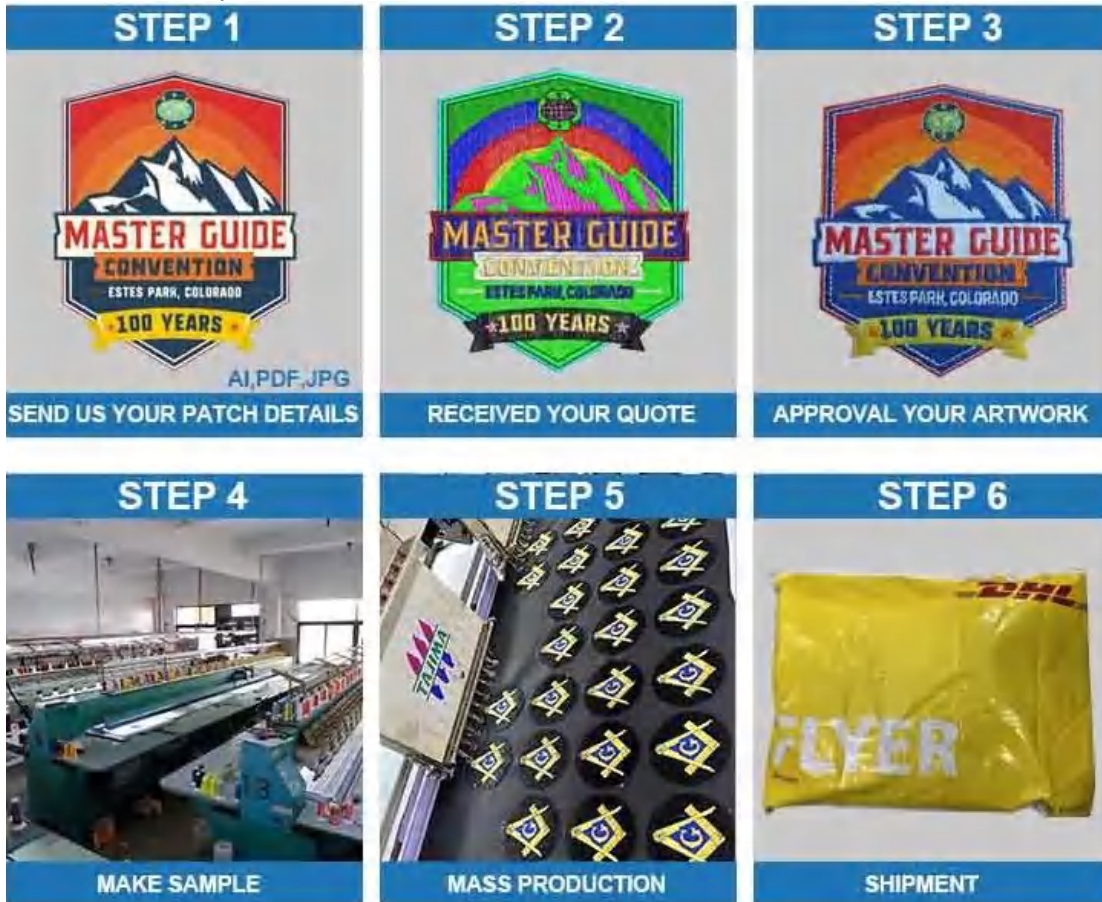 STEP 1
MASTER GUIDE
CONVENTION
ESTES PARK, COLORADO
100 YEARS
AI,PDF,JPG
SEND US YOUR PATCH DETAILS
STEP 2
MASTER GUIDE
CONVENTION
ESTES PARK, COLORADO
100 YEARS
RECEIVED YOUR QUOTE
STEP 3
MASTER GUIDE
CONVENTION
ESTES PARK, COLORADO
100 YEARS
APPROVAL YOUR ARTWORK
STEP 4
13
MAKE SAMPLE
STEP 5
TAJIMA
G
G
G
G
G
G
G
G
G
G
G
G
G
MASS PRODUCTION
STEP 6
DHL
FLYER
SHIPMENT